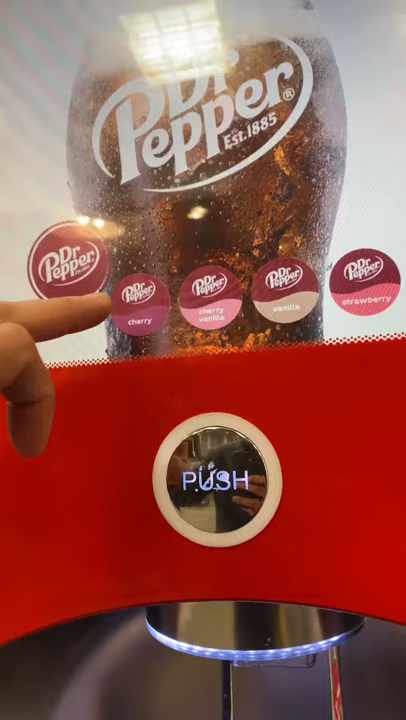 Dr
Pepper®
Est.1885
Dr
Pepper
Dr
Pepper
cherry
Dr
Pepper
cherry
vanilla
Dr
Pepper
vanilla
Dr
Pepper
strawberry
PUSH